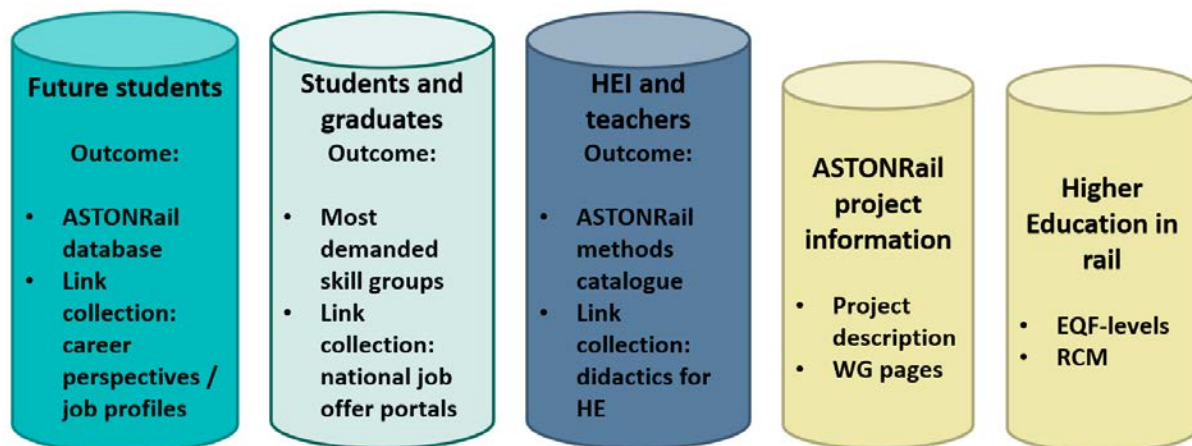 Future students
Outcome:
• ASTONRail
database
• Link
collection:
career
perspectives /
job profiles
Students and
graduates
Outcome:
• Most
demanded
skill groups
• Link
collection:
national job
offer portals
HEI and
teachers
Outcome:
• ASTONRail
methods
catalogue
• Link
collection:
didactics for
HE
ASTONRail
project
information
• Project
description
• WG pages
Higher
Education in
rail
• EQF-levels
• RCM